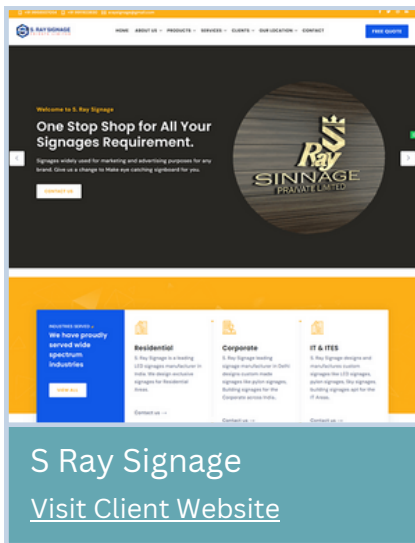 S. RAY SIGNAGE
HOME ABOUT US PRODUCTS SERVICES CLIENTS OUR LOCATION CONTACT
FREE QUOTE
Welcome to S. Ray Signage
One Stop Shop for All Your
Signages Requirement.
Signages widely used for marketing and advertising purposes for any
brand. Give us a change to Make eye catching signboard for you.
CONTACT US
S
Ray
SINNAGE
PRAIVATE LIMITED
INDUSTRIES SERVED
We have proudly
served wide
spectrum
industries
VIEW ALL
Residential
S. Ray Signage is a leading
LED signages manufacturer in
India. We design exclusive
signages for Residential
Areas.
Contact us →
Corporate
S. Ray Signage leading
signage manufacturer in Delhi
designs custom-made
signages like pylon signages,
Building signages for the
Corporate across India.
Contact us →
IT & ITES
S. Ray Signage designs and
manufactures custom
signages like LED signages,
pylon signages, sky signages
building signages apt for the
IT Areas.
Contact us →
S Ray Signage
Visit Client Website